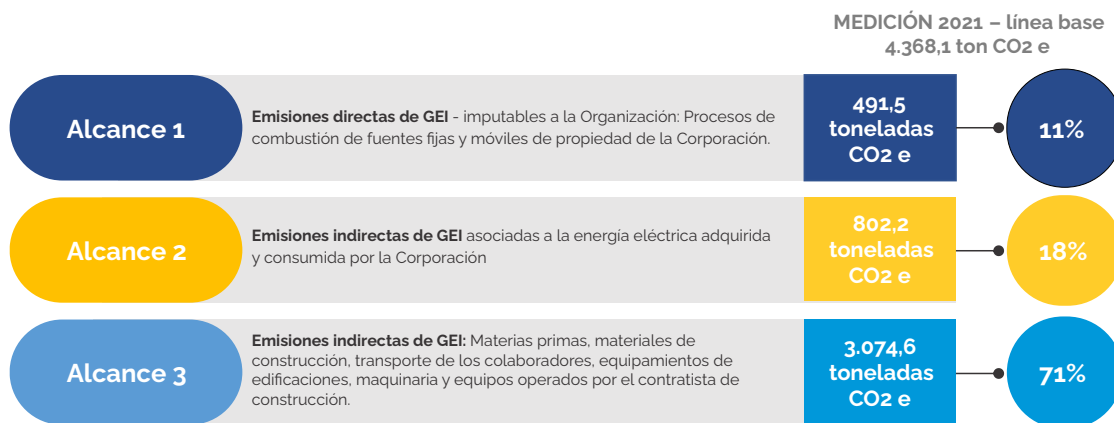 MEDICIÓN 2021 – línea base
4.368,1 ton CO2 e
Alcance 1
Emisiones directas de GEI - imputables a la Organización: Procesos de
combustión de fuentes fijas y móviles de propiedad de la Corporación.
491,5
toneladas
CO2 e
11%
Alcance 2
Emisiones indirectas de GEI asociadas a la energía eléctrica adquirida
y consumida por la Corporación
802,2
toneladas
CO2 e
18%
Alcance 3
Emisiones indirectas de GEI: Materias primas, materiales de
construcción, transporte de los colaboradores, equipamientos de
edificaciones, maquinaria y equipos operados por el contratista de
construcción.
3.074,6
toneladas
CO2 e
71%